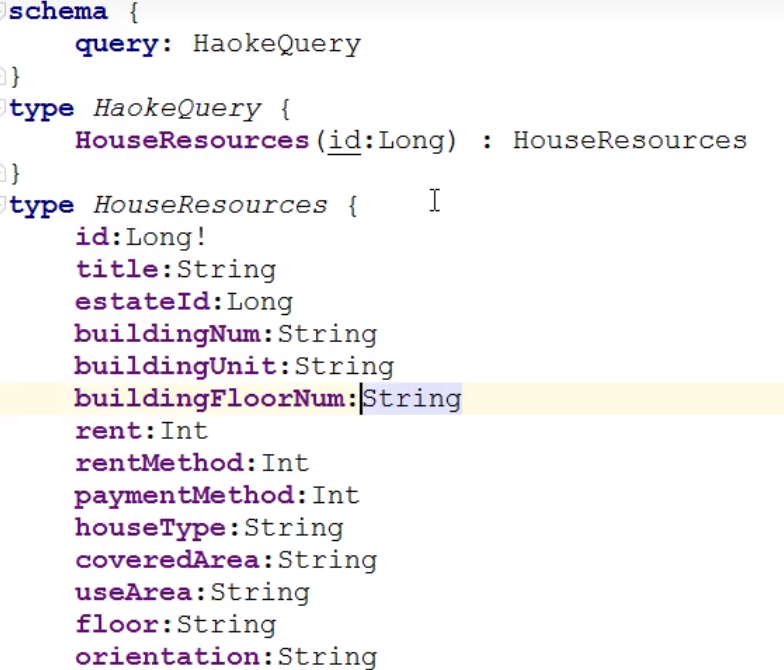 schema {
    query: HaokeQuery
}
type HaokeQuery {
    HouseResources(id:Long) : HouseResources
}
type HouseResources {
    id:Long!
    title:String
    estateId:Long
    buildingNum:String
    buildingUnit:String
    buildingFloorNum:String
    rent:Int
    rentMethod:Int
    paymentMethod:Int
    houseType:String
    coveredArea:String
    useArea:String
    floor:String
    orientation:String